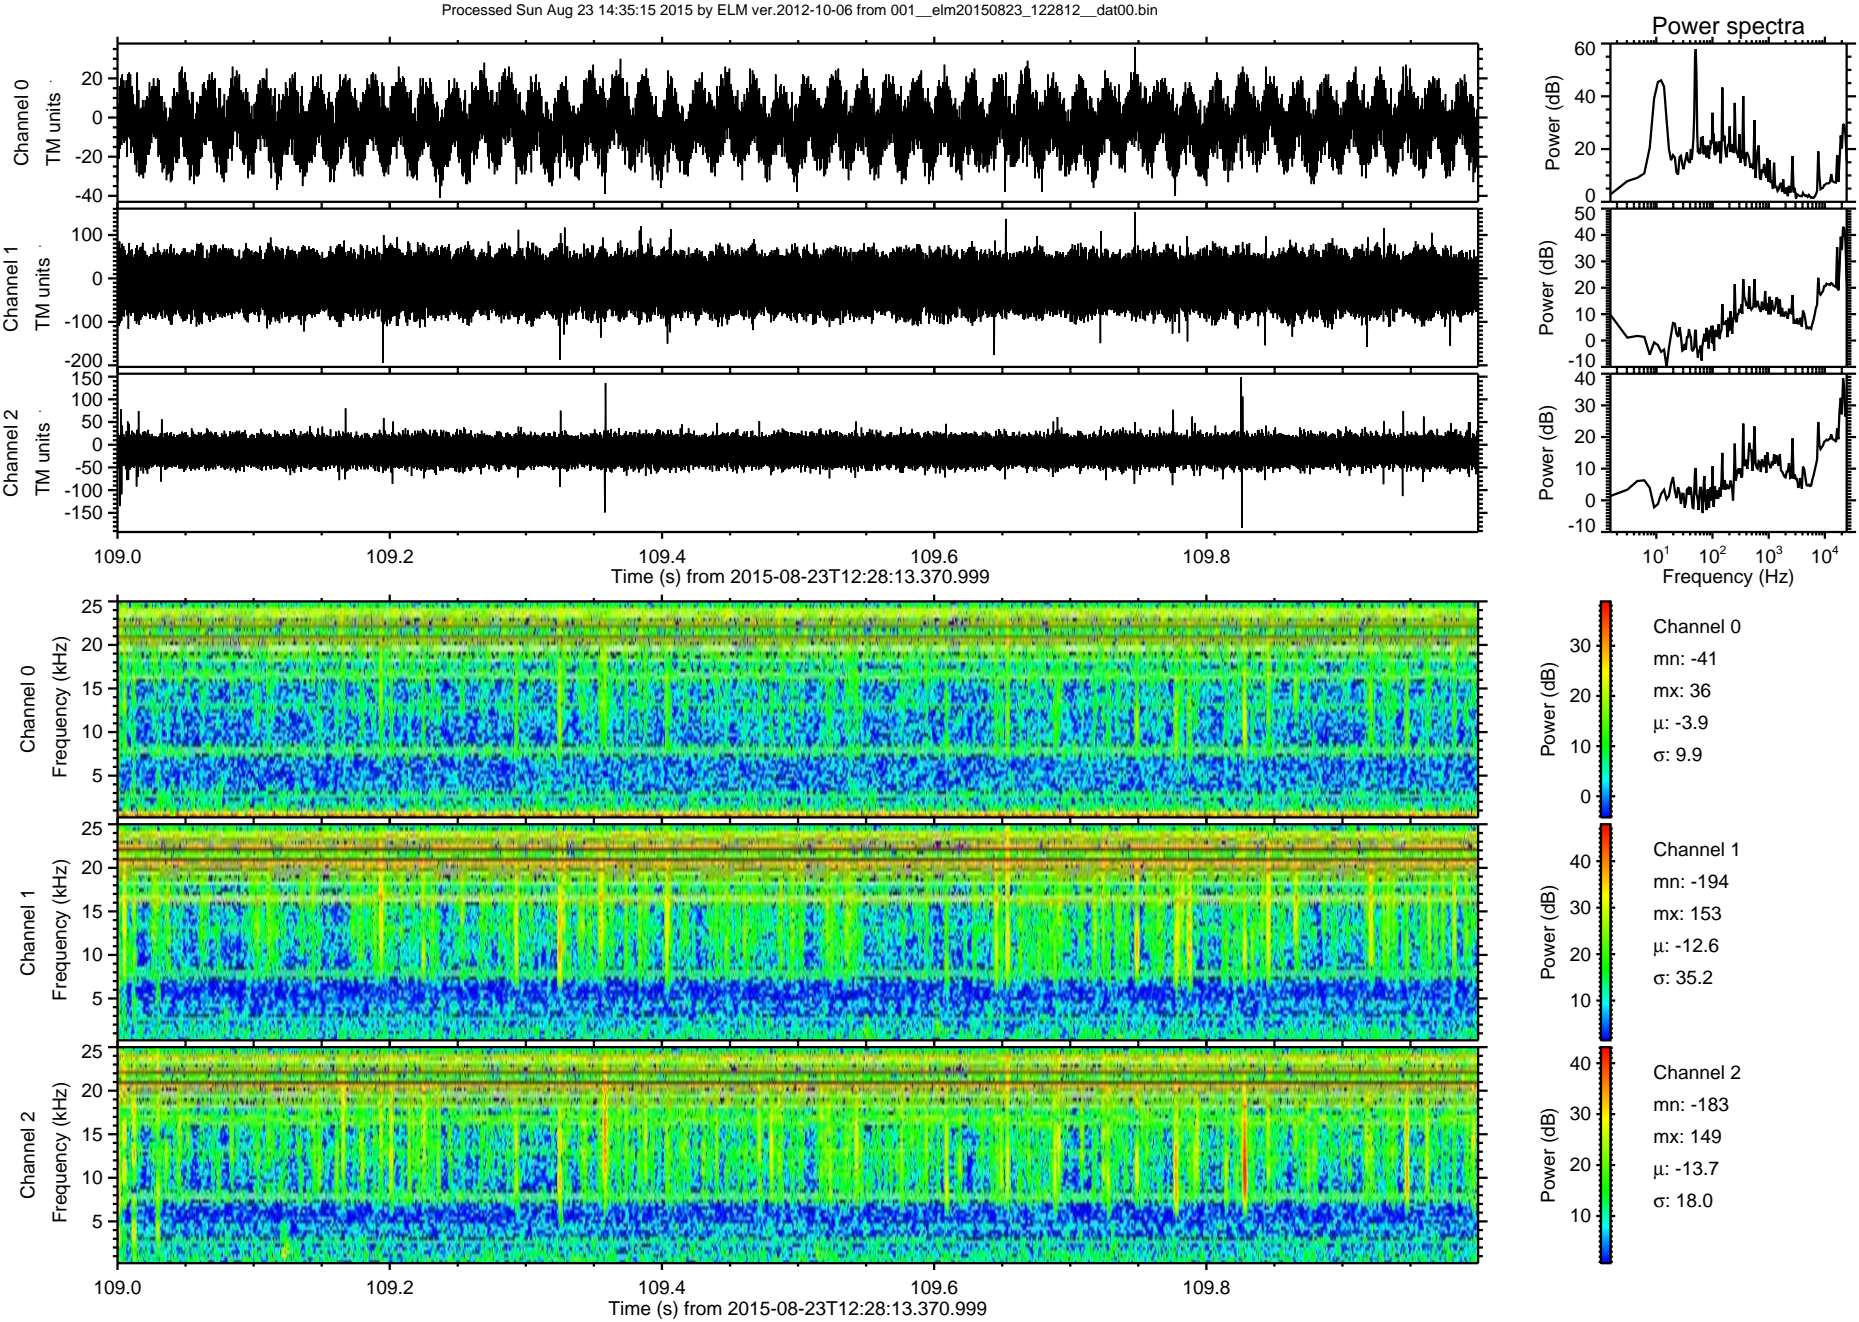 Processed Sun Aug 23 14:35:15 2015 by ELM ver.2012-10-06 from 001__elm20150823_122812__dat00.bin
Power spectra
Channel 0
TM units
20
0
-20
-40
Power (dB)
60
40
20
0
Channel 1
TM units
100
0
-100
-200
Power (dB)
50
40
30
20
10
0
-10
Channel 2
TM units
150
100
50
0
-50
-100
-150
Power (dB)
40
30
20
10
0
-10
109.0 109.2 109.4 109.6 109.8
Time (s) from 2015-08-23T12:28:13.370.999
10¹ 10² 10³ 10⁴
Frequency (Hz)
Channel 0
Frequency (kHz)
25
20
15
10
5
Power (dB)
30
20
10
0
Channel 0
mn: -41
mx: 36
μ: -3.9
σ: 9.9
Channel 1
Frequency (kHz)
25
20
15
10
5
Power (dB)
40
30
20
10
Channel 1
mn: -194
mx: 153
μ: -12.6
σ: 35.2
Channel 2
Frequency (kHz)
25
20
15
10
5
Power (dB)
40
30
20
10
Channel 2
mn: -183
mx: 149
μ: -13.7
σ: 18.0
109.0 109.2 109.4 109.6 109.8
Time (s) from 2015-08-23T12:28:13.370.999